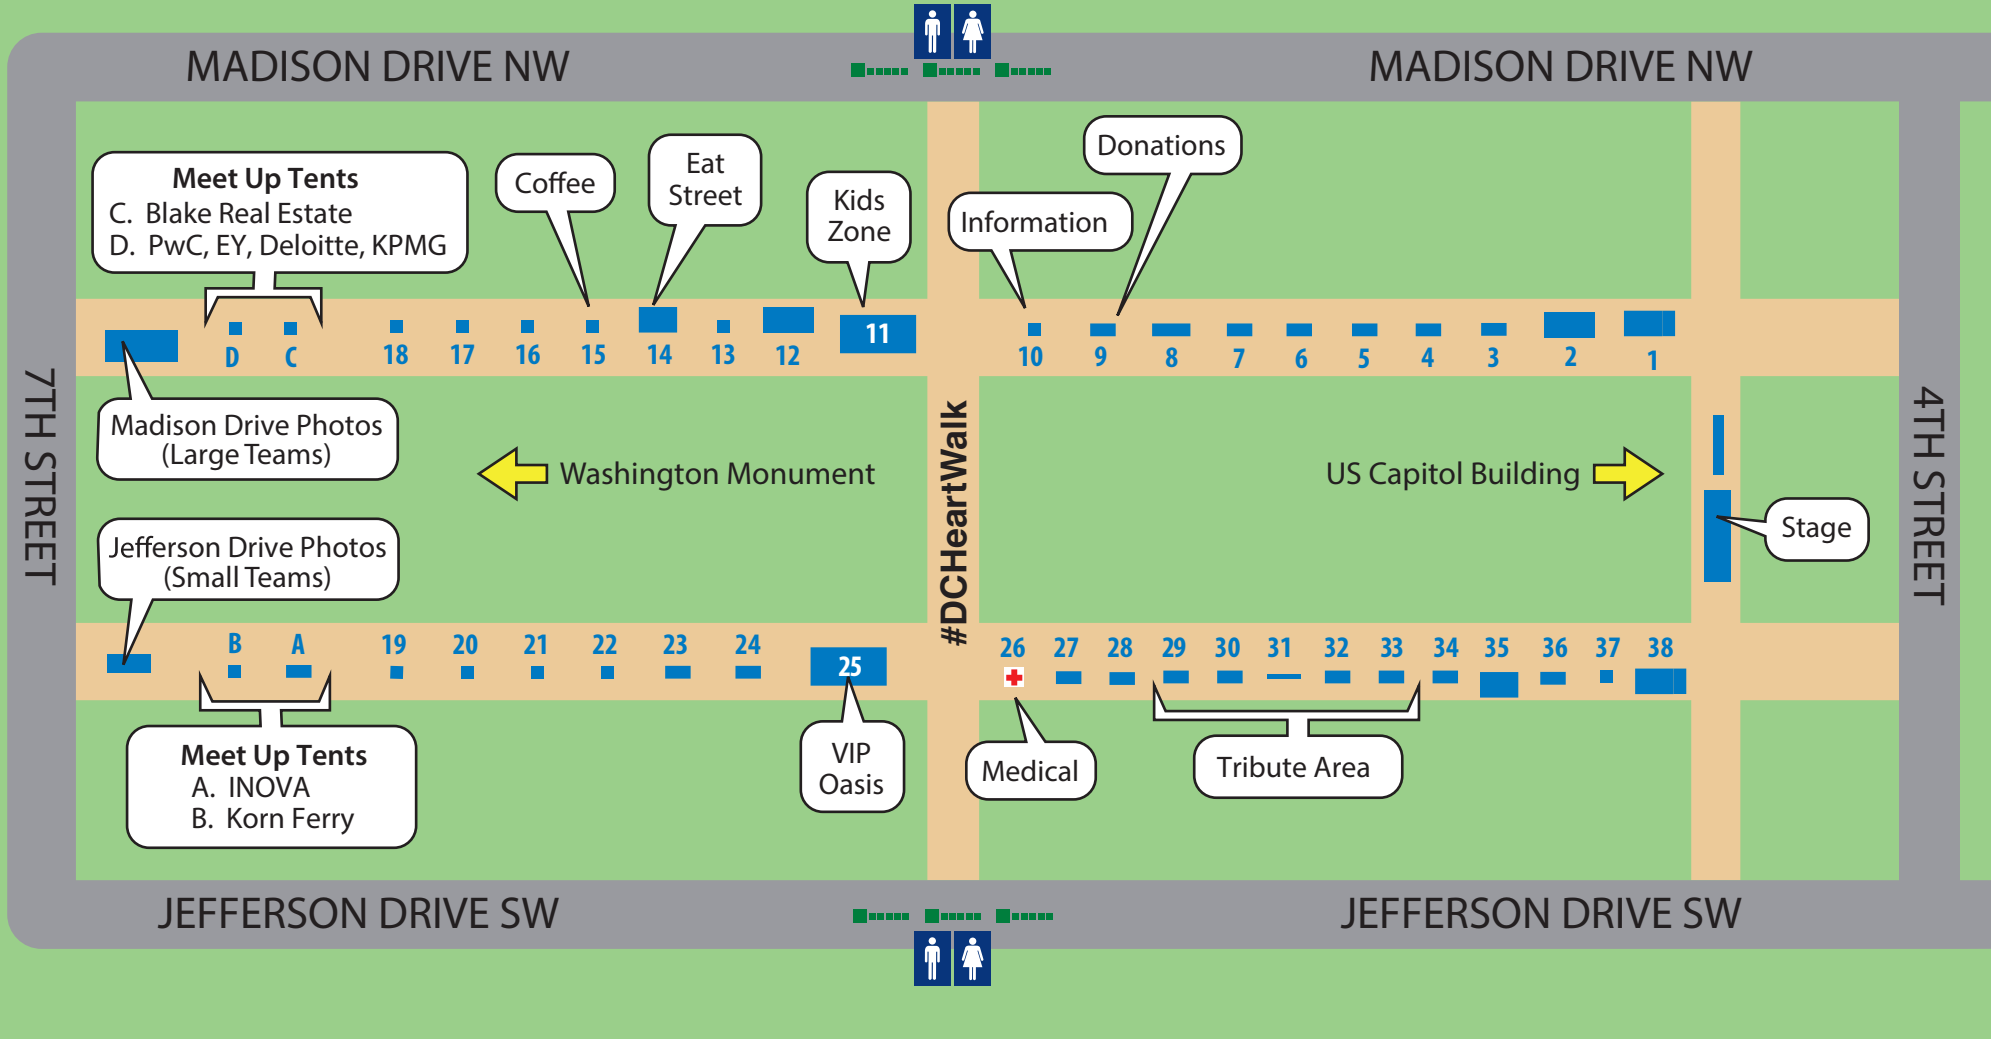 MADISON DRIVE NW
MADISON DRIVE NW
Meet Up Tents
C. Blake Real Estate
D. PwC, EY, Deloitte, KPMG
Coffee
Eat
Street
Kids
Zone
Information
Donations
D C 18 17 16 15 14 13 12 11 10 9 8 7 6 5 4 3 2 1
7TH STREET
Madison Drive Photos
(Large Teams)
Washington Monument
#DCHeartWalk
US Capitol Building
Stage
4TH STREET
Jefferson Drive Photos
(Small Teams)
B A 19 20 21 22 23 24 25 26 27 28 29 30 31 32 33 34 35 36 37 38
Meet Up Tents
A. INOVA
B. Korn Ferry
VIP
Oasis
Medical
Tribute Area
JEFFERSON DRIVE SW
JEFFERSON DRIVE SW